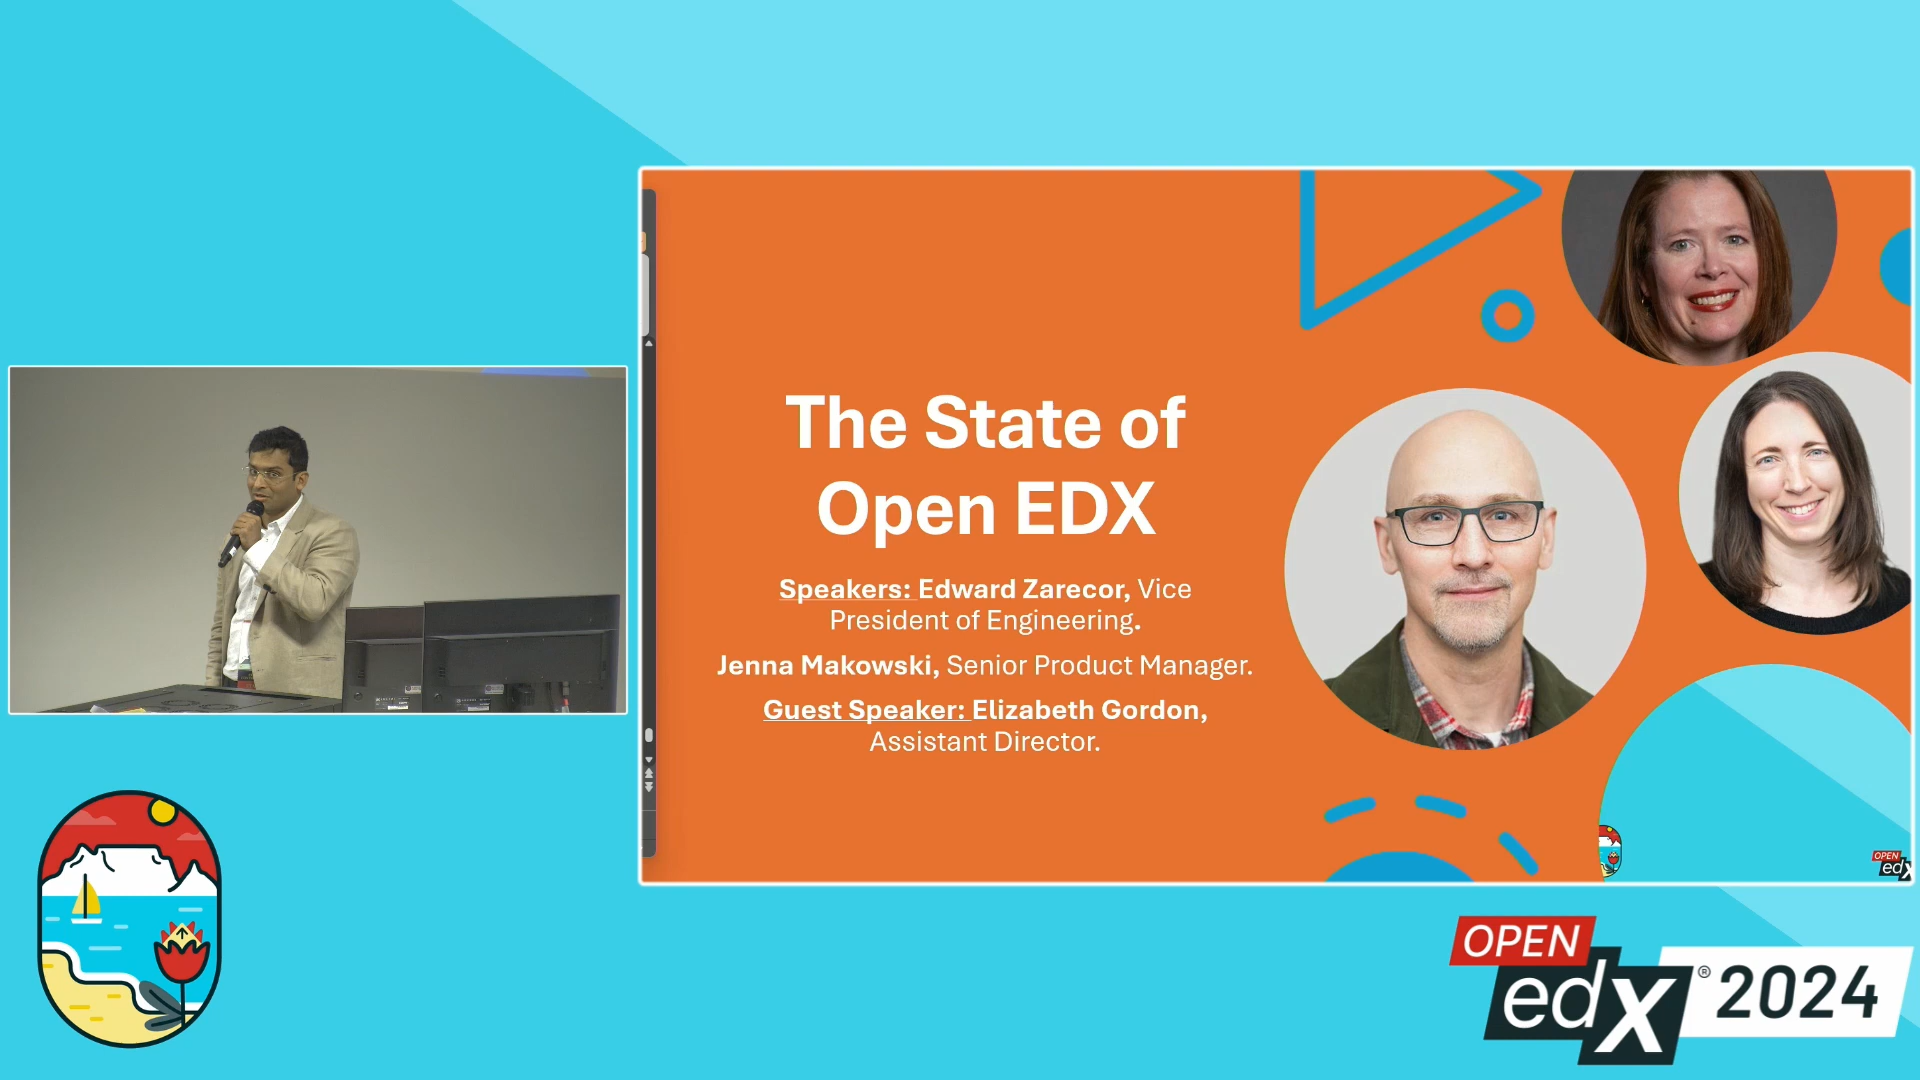 The State of
Open EDX
Speakers: Edward Zarecor, Vice
President of Engineering.
Jenna Makowski, Senior Product Manager.
Guest Speaker: Elizabeth Gordon,
Assistant Director.
OPEN
edX
OPEN
edX® 2024